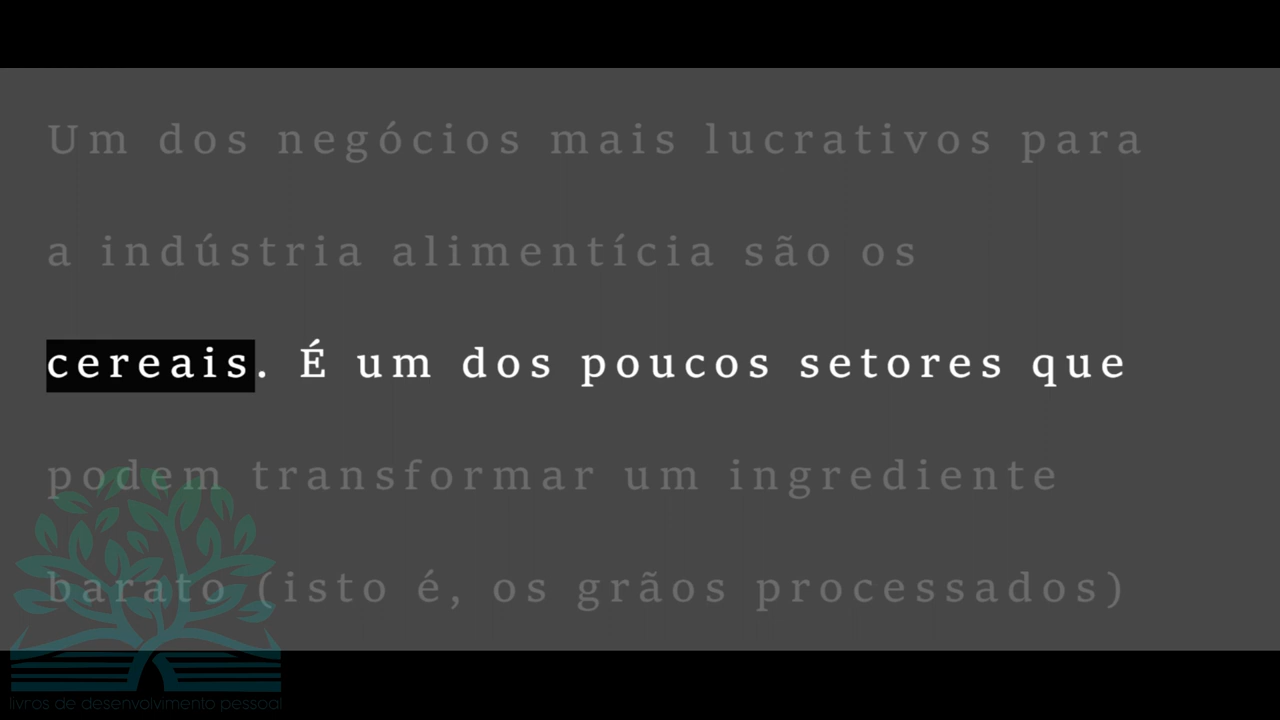 Um dos negócios mais lucrativos para
a indústria alimentícia são os
cereais. É um dos poucos setores que
podem transformar um ingrediente
barato (isto é, os grãos processados)
livros de desenvolvimento pessoal